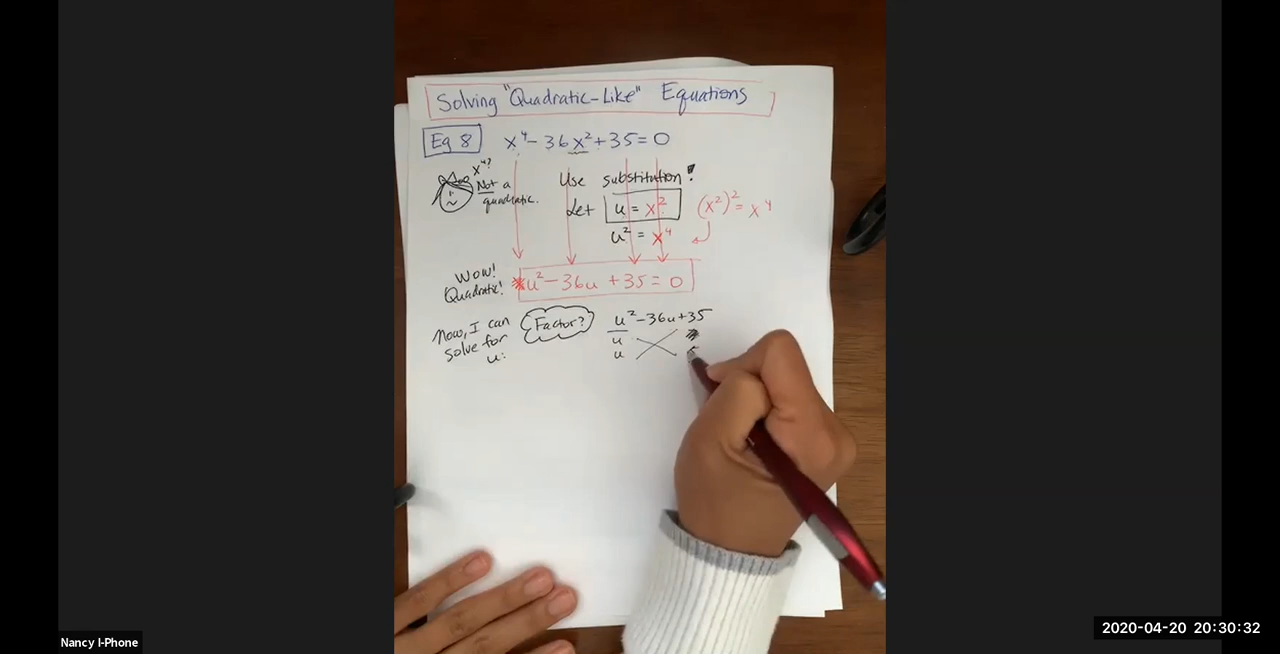 Solving "Quadratic-Like" Equations
Eg 8
x⁴ - 36x² + 35 = 0
x⁴?
Not a
quadratic.
Use substitution!
Let u = x²
(x²)² = x⁴
u² = x⁴
Wow!
Quadratic!
*u² - 36u + 35 = 0
Now, I can
solve for
u:
Factor?
u² - 36u + 35
u
u
Nancy I-Phone
2020-04-20 20:30:32